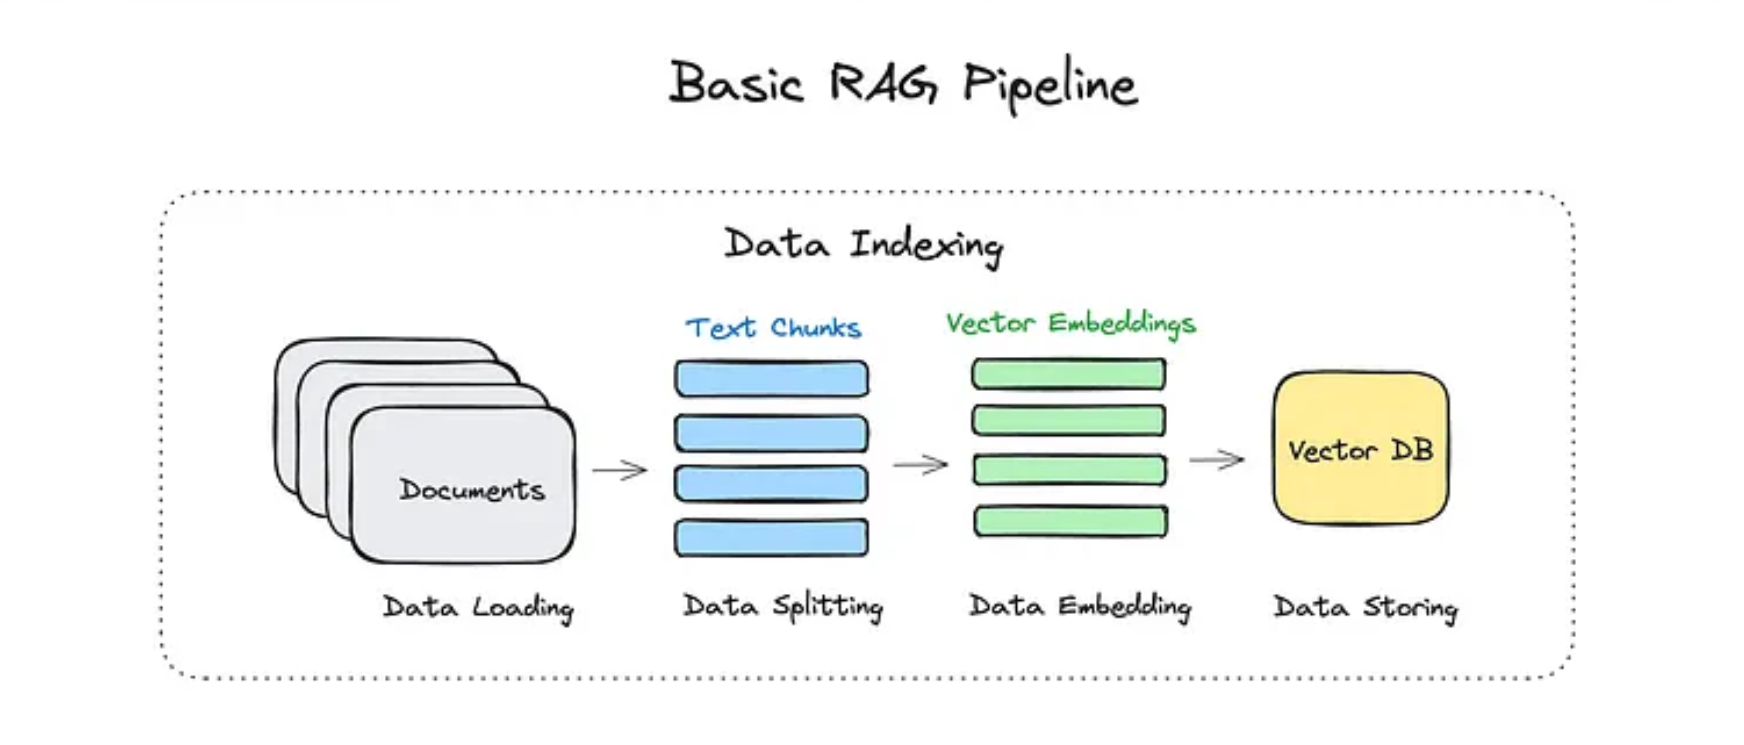 Basic RAG Pipeline
Data Indexing
Text Chunks
Vector Embeddings
Documents
Vector DB
Data Loading
Data Splitting
Data Embedding
Data Storing